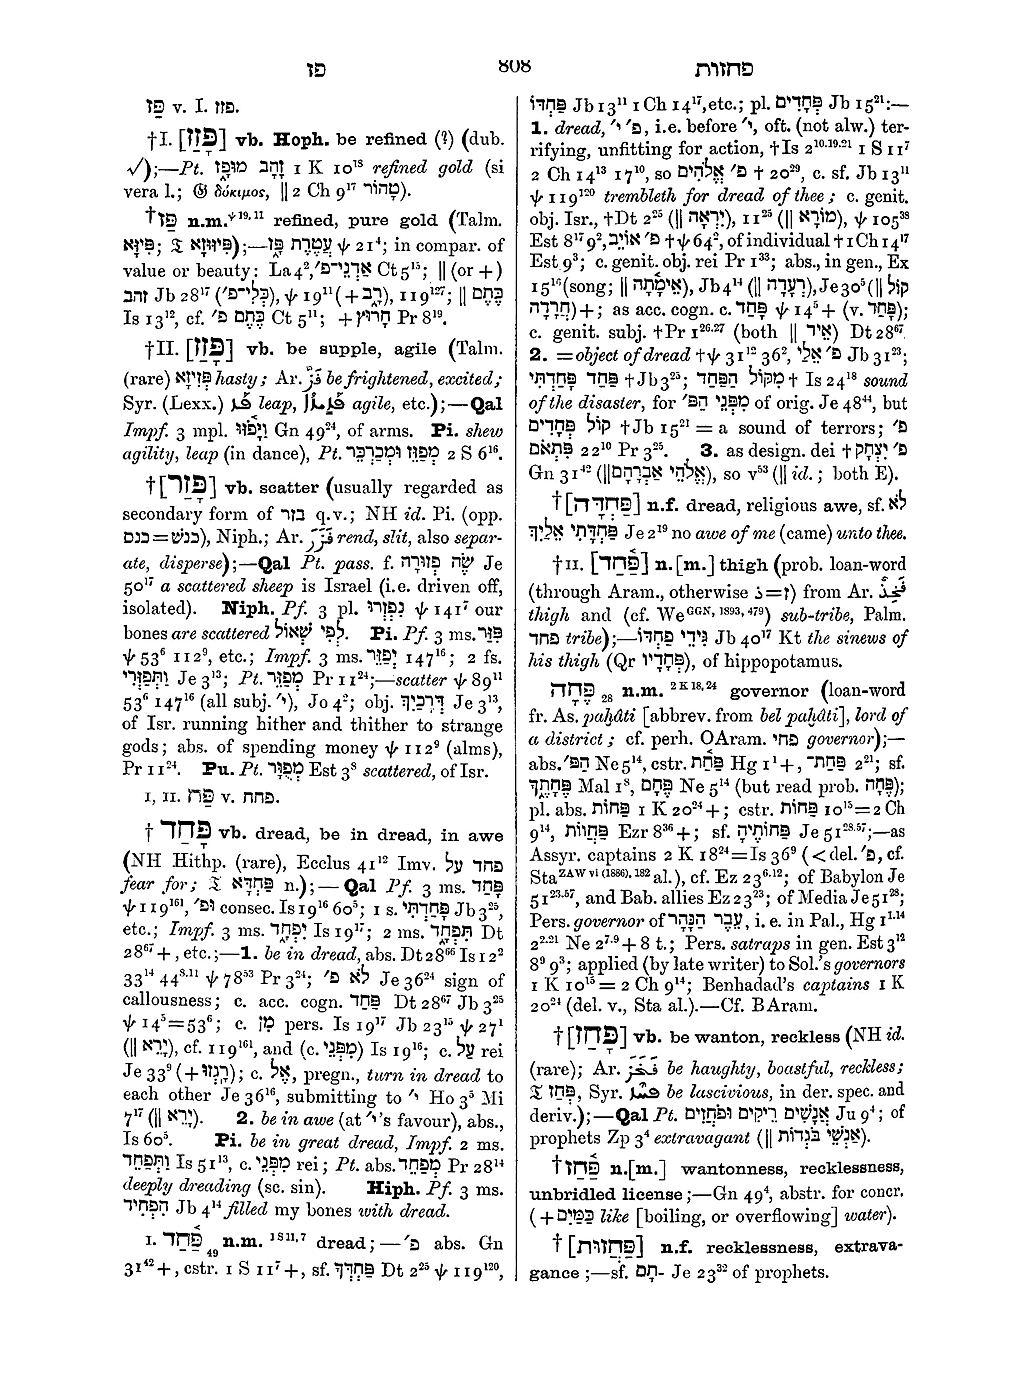 פז 808 פחזות
פַּז v. I. פזז.
†I. [פָּזַז] vb. Hoph. be refined (?) (dub.
√);—Pt. זָהָב מוּפָז 1 K 10¹⁸ refined gold (si
vera l.; 𝔊 δόκιμος, ‖ 2 Ch 9¹⁷ טָהוֹר).
†פַּז n.m.ψ 19, 11 refined, pure gold (Talm.
פִּיזָא; 𝔗 פִּיזּוּזָא);—עֲטֶרֶת פָּז ψ 21⁴; in compar. of
value or beauty: La 4², אַדְנֵי־פ׳ Ct 5¹⁵; ‖ (or +)
זהב Jb 28¹⁷ (כְּלִי־פ׳), ψ 19¹¹ (+רָב), 119¹²⁷; ‖ כֶּתֶם
Is 13¹², cf. כֶּתֶם פ׳ Ct 5¹¹; + חָרוּץ Pr 8¹⁹.
†II. [פָּזַז] vb. be supple, agile (Talm.
(rare) פְּזִיזָא hasty; Ar. فَزَّ be frightened, excited;
Syr. (Lexx.) leap, agile, etc.);—Qal
Impf. 3 mpl. וַיָּפֹזּוּ Gn 49²⁴, of arms. Pi. shew
agility, leap (in dance), Pt. מְפַזֵּז וּמְכַרְכֵּר 2 S 6¹⁶.
†[פָּזַר] vb. scatter (usually regarded as
secondary form of בזר q.v.; NH id. Pi. (opp.
כנס=כנשׁ), Niph.; Ar. فَزَرَ rend, slit, also separ-
ate, disperse);—Qal Pt. pass. f. שֶׂה פְזוּרָה Je
50¹⁷ a scattered sheep is Israel (i.e. driven off,
isolated). Niph. Pf. 3 pl. נִפְזְרוּ ψ 141⁷ our
bones are scattered לְפִי שְׁאוֹל. Pi. Pf. 3 ms. פִּזַּר
ψ 53⁶ 112⁹, etc.; Impf. 3 ms. יְפַזֵּר 147¹⁶; 2 fs.
וַתְּפַזְּרִי Je 3¹³; Pt. מְפַזֵּר Pr 11²⁴;—scatter ψ 89¹¹
53⁶ 147¹⁶ (all subj. י׳), Jo 4²; obj. דְּרָכַיִךְ Je 3¹³,
of Isr. running hither and thither to strange
gods; abs. of spending money ψ 112⁹ (alms),
Pr 11²⁴. Pu. Pt. מְפֻזָּר Est 3⁸ scattered, of Isr.
I, II. פַּח v. פחח.
†פָּחַד vb. dread, be in dread, in awe
(NH Hithp. (rare), Ecclus 41¹² Imv. פחד על
fear for; 𝔗 פַּחְדָּא n.);—Qal Pf. 3 ms. פָּחַד
ψ 119¹⁶¹, וּפ׳ consec. Is 19¹⁶ 60⁵; 1 s. פָּחַדְתִּי Jb 3²⁵,
etc.; Impf. 3 ms. יִפְחָד Is 19¹⁷; 2 ms. תִּפְחָד Dt
28⁶⁷+, etc.;—1. be in dread, abs. Dt 28⁶⁶ Is 12²
33¹⁴ 44⁸·¹¹ ψ 78⁵³ Pr 3²⁴; לֹא פ׳ Je 36²⁴ sign of
callousness; c. acc. cogn. פַּחַד Dt 28⁶⁷ Jb 3²⁵
ψ 14⁵=53⁶; c. מִן pers. Is 19¹⁷ Jb 23¹⁵ ψ 27¹
(‖ יָרֵא), cf. 119¹⁶¹, and (c. מִפְּנֵי) Is 19¹⁶; c. עַל rei
Je 33⁹ (+רָגְזוּ); c. אֶל, pregn., turn in dread to
each other Je 36¹⁶, submitting to י׳ Ho 3⁵ Mi
7¹⁷ (‖ יָרֵא). 2. be in awe (at י׳'s favour), abs.,
Is 60⁵. Pi. be in great dread, Impf. 2 ms.
וַתְּפַחֵד Is 51¹³, c. מִפְּנֵי rei; Pt. abs. מְפַחֵד Pr 28¹⁴
deeply dreading (sc. sin). Hiph. Pf. 3 ms.
הִפְחִיד Jb 4¹⁴ filled my bones with dread.
I. פַּחַד₄₉ n.m. 1 S 11, 7 dread;—פ׳ abs. Gn
31⁴²+, cstr. 1 S 11⁷+, sf. פַּחְדְּךָ Dt 2²⁵ ψ 119¹²⁰,
פַּחְדּוֹ Jb 13¹¹ 1 Ch 14¹⁷, etc.; pl. פְּחָדִים Jb 15²¹:—
1. dread, פ׳ י׳, i.e. before י׳, oft. (not alw.) ter-
rifying, unfitting for action, †Is 2¹⁰·¹⁹·²¹ 1 S 11⁷
2 Ch 14¹³ 17¹⁰, so פ׳ אֱלֹהִים † 20²⁹, c. sf. Jb 13¹¹
ψ 119¹²⁰ trembleth for dread of thee; c. genit.
obj. Isr., †Dt 2²⁵ (‖ יִרְאָה), 11²⁵ (‖ מוֹרָא), ψ 105³⁸
Est 8¹⁷ 9², פ׳ אוֹיֵב †ψ 64², of individual †1 Ch 14¹⁷
Est 9³; c. genit. obj. rei Pr 1³³; abs., in gen., Ex
15¹⁶ (song; ‖ אֵימָתָה), Jb 4¹⁴ (‖ רְעָדָה), Je 30⁵ (‖ קוֹל
חֲרָדָה)+; as acc. cogn. c. פָּחַד ψ 14⁵ + (v. פָּחַד);
c. genit. subj. †Pr 1²⁶·²⁷ (both ‖ אֵיד) Dt 28⁶⁷.
2. =object of dread †ψ 31¹² 36², פ׳ אֵלַי Jb 31²³;
פַּחַד פָּחַדְתִּי †Jb 3²⁵; מִקּוֹל הַפַּחַד † Is 24¹⁸ sound
of the disaster, for מִפְּנֵי הַפּ׳ of orig. Je 48⁴⁴, but
קוֹל פְּחָדִים †Jb 15²¹ = a sound of terrors; פ׳
פִּתְאֹם 22¹⁰ Pr 3²⁵. 3. as design. dei † פ׳ יִצְחָק
Gn 31⁴² (‖ אֱלֹהֵי אַבְרָהָם), so v⁵³ (‖ id.; both E).
†[פַּחְדָּה] n.f. dread, religious awe, sf. לֹא
פַחְדָּתִי אֵלַיִךְ Je 2¹⁹ no awe of me (came) unto thee.
†II. [פַּחַד] n.[m.] thigh (prob. loan-word
(through Aram., otherwise ذ=ז) from Ar. فَخِذٌ
thigh and (cf. We GGN, 1893, 479) sub-tribe, Palm.
פחד tribe);—גִּידֵי פַחְדּוֹ Jb 40¹⁷ Kt the sinews of
his thigh (Qr פְּחָדָיו), of hippopotamus.
פֶּחָה₂₈ n.m. 2 K 18, 24 governor (loan-word
fr. As. paḫâti [abbrev. from bel paḫâti], lord of
a district; cf. perh. OAram. פחי governor);—
abs. הַפּ׳ Ne 5¹⁴, cstr. פַּחַת Hg 1¹+, פַּחַת־ 2²¹; sf.
פֶּחָתֶךָ Mal 1⁸, פֶּחָם Ne 5¹⁴ (but read prob. פֶּחָה);
pl. abs. פַּחוֹת 1 K 20²⁴+; cstr. פַּחוֹת 10¹⁵=2 Ch
9¹⁴, פַּחֲווֹת Ezr 8³⁶+; sf. פַּחוֹתֶיהָ Je 51²⁸·⁵⁷;—as
Assyr. captains 2 K 18²⁴=Is 36⁹ (< del. פ׳, cf.
Sta ZAW vi (1886), 182 al.), cf. Ez 23⁶·¹²; of Babylon Je
51²³·⁵⁷, and Bab. allies Ez 23²³; of Media Je 51²⁸;
Pers. governor of עֵבֶר הַנָּהָר, i. e. in Pal., Hg 1¹·¹⁴
2²·²¹ Ne 2⁷·⁹ + 8 t.; Pers. satraps in gen. Est 3¹²
8⁹ 9³; applied (by late writer) to Sol.'s governors
1 K 10¹⁵ = 2 Ch 9¹⁴; Benhadad's captains 1 K
20²⁴ (del. v., Sta al.).—Cf. BAram.
†[פָּחַז] vb. be wanton, reckless (NH id.
(rare); Ar. فَخَرَ be haughty, boastful, reckless;
𝔗 פְּחַז, Syr. be lascivious, in der. spec. and
deriv.);—Qal Pt. אֲנָשִׁים רֵיקִים וּפֹחֲזִים Ju 9⁴; of
prophets Zp 3⁴ extravagant (‖ אַנְשֵׁי בֹּגְדוֹת).
†פַּחַז n.[m.] wantonness, recklessness,
unbridled license;—Gn 49⁴, abstr. for concr.
(+כַּמַּיִם like [boiling, or overflowing] water).
†[פַּחֲזוּת] n.f. recklessness, extrava-
gance;—sf. ־תָם Je 23³² of prophets.